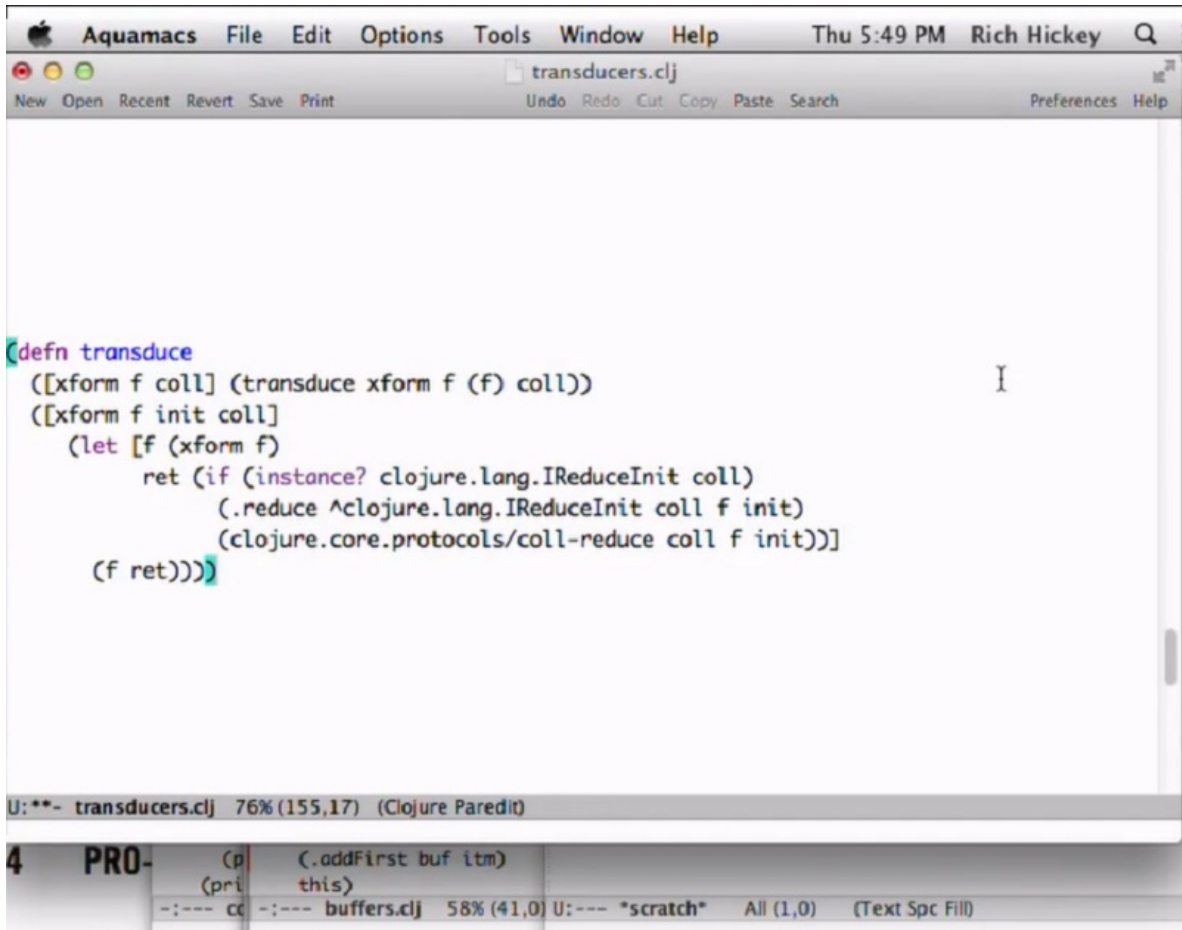 Aquamacs File Edit Options Tools Window Help Thu 5:49 PM Rich Hickey
transducers.clj
New Open Recent Revert Save Print Undo Redo Cut Copy Paste Search Preferences Help
(defn transduce
  ([xform f coll] (transduce xform f (f) coll))
  ([xform f init coll]
     (let [f (xform f)
           ret (if (instance? clojure.lang.IReduceInit coll)
                 (.reduce ^clojure.lang.IReduceInit coll f init)
                 (clojure.core.protocols/coll-reduce coll f init))]
       (f ret))))
U:**- transducers.clj 76% (155,17) (Clojure Paredit)
4 PRO- (p (.addFirst buf itm)
(pri this)
-:--- co -:--- buffers.clj 58% (41,0) U:--- *scratch* All (1,0) (Text Spc Fill)